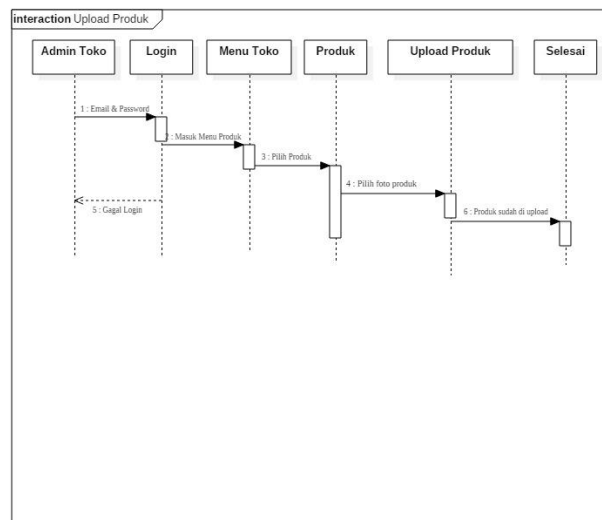 interaction Upload Produk
Admin Toko
Login
Menu Toko
Produk
Upload Produk
Selesai
1 : Email & Password
2 : Masuk Menu Produk
3 : Pilih Produk
4 : Pilih foto produk
5 : Gagal Login
6 : Produk sudah di upload